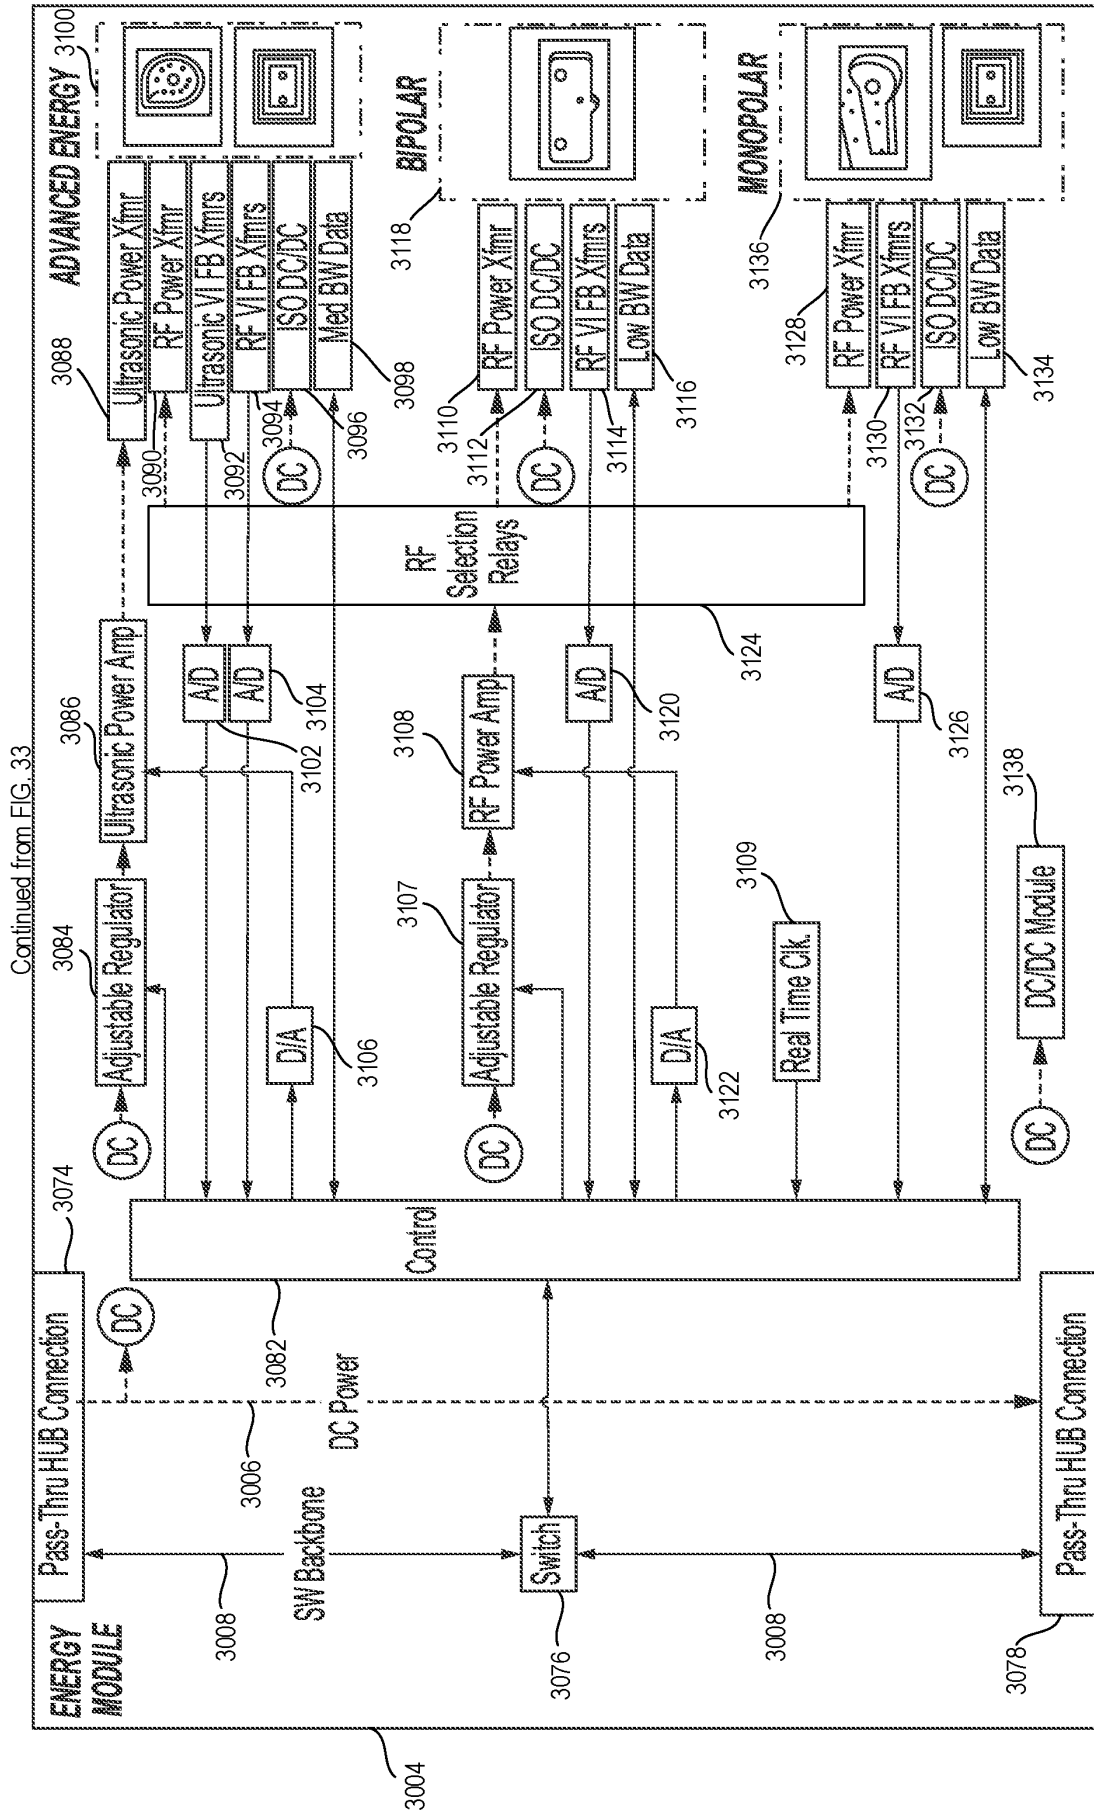 Continued from FIG. 33
ENERGY
MODULE
3004
Pass-Thru HUB Connection
3074
3008
SW Backbone
3006
DC Power
DC
Switch
3076
3008
Pass-Thru HUB Connection
3078
Control
3082
DC
Adjustable Regulator
3084
Ultrasonic Power Amp
3086
D/A
3106
A/D
3102
A/D
3104
DC
Adjustable Regulator
3107
RF Power Amp
3108
D/A
3122
A/D
3120
Real Time Clk.
3109
A/D
3126
DC
DC/DC Module
3138
RF
Selection
Relays
3124
ADVANCED ENERGY
3100
Ultrasonic Power Xfmr
3088
RF Power Xfmr
3090
Ultrasonic VI FB Xfmrs
3092
RF VI FB Xfmrs
3094
ISO DC/DC
3096
DC
Med BW Data
3098
BIPOLAR
3118
RF Power Xfmr
3110
ISO DC/DC
3112
DC
RF VI FB Xfmrs
3114
Low BW Data
3116
MONOPOLAR
3136
RF Power Xfmr
3128
RF VI FB Xfmrs
3130
ISO DC/DC
3132
DC
Low BW Data
3134